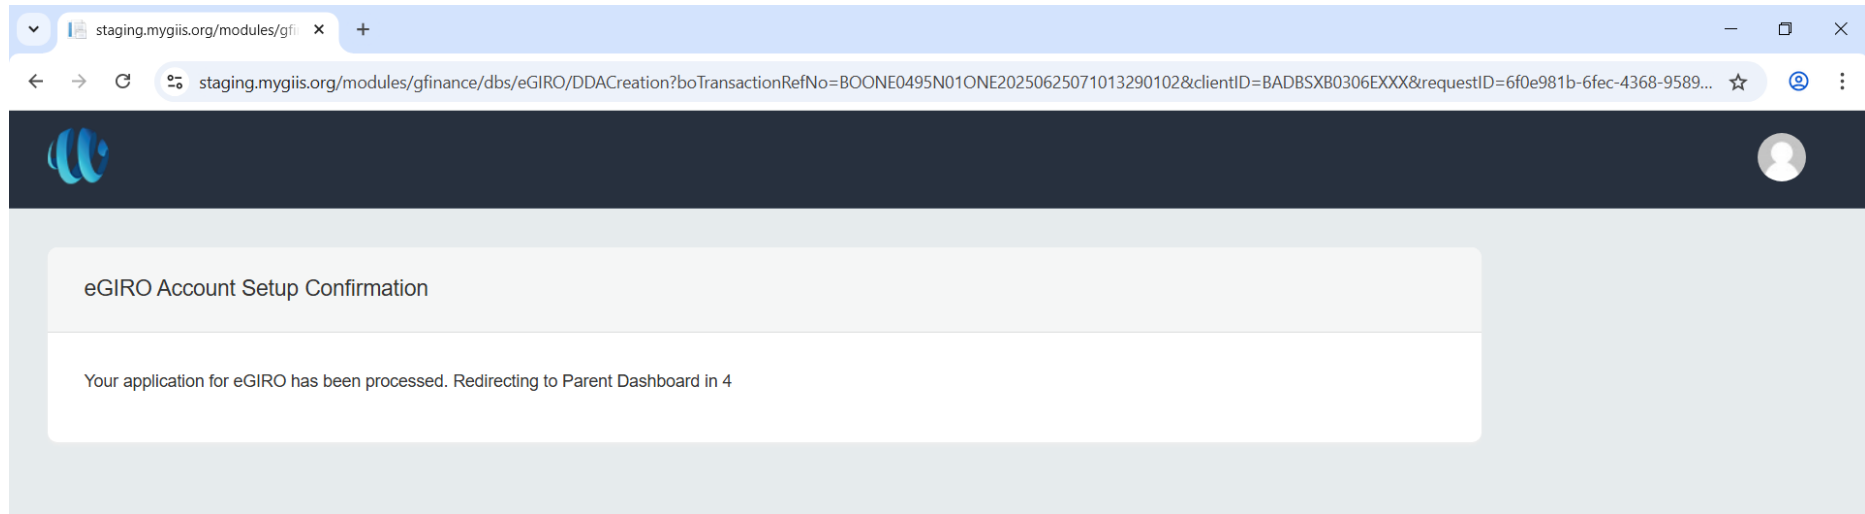 staging.mygiis.org/modules/gfi
staging.mygiis.org/modules/gfinance/dbs/eGIRO/DDACreation?boTransactionRefNo=BOONE0495N01ONE20250625071013290102&clientID=BADBSXB0306EXXX&requestID=6f0e981b-6fec-4368-9589...
eGIRO Account Setup Confirmation
Your application for eGIRO has been processed. Redirecting to Parent Dashboard in 4